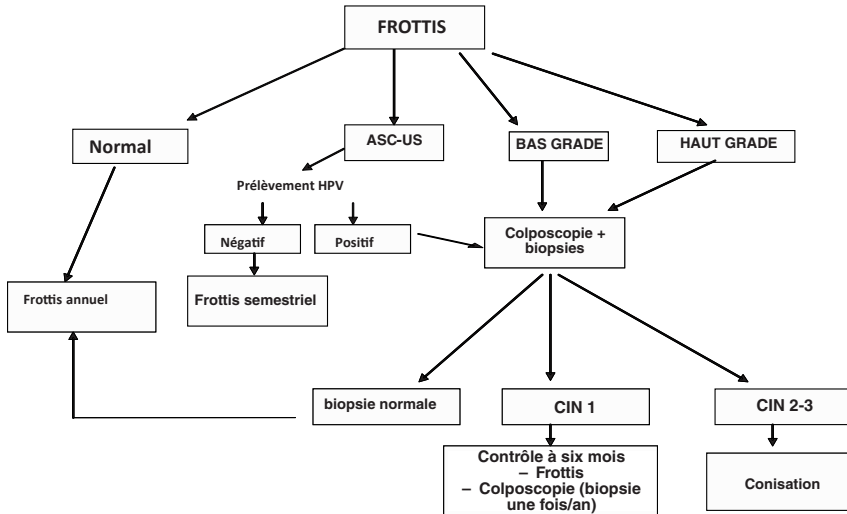 FROTTIS
Normal
ASC-US
BAS GRADE
HAUT GRADE
Prélèvement HPV
Négatif
Positif
Colposcopie +
biopsies
Frottis annuel
Frottis semestriel
biopsie normale
CIN 1
CIN 2-3
Contrôle à six mois
– Frottis
– Colposcopie (biopsie
une fois/an)
Conisation